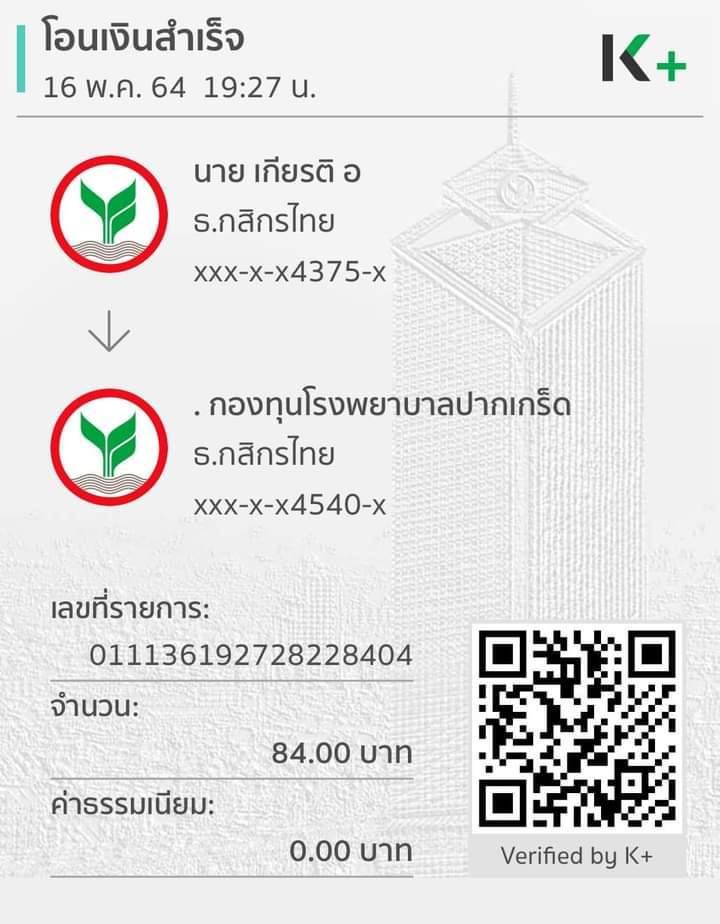 โอนเงินสำเร็จ
16 พ.ค. 64 19:27 น.
K+
นาย เกียรติ อ
ธ.กสิกรไทย
xxx-x-x4375-x
. กองทุนโรงพยาบาลปากเกร็ด
ธ.กสิกรไทย
xxx-x-x4540-x
เลขที่รายการ:
011136192728228404
จำนวน:
84.00 บาท
ค่าธรรมเนียม:
0.00 บาท
Verified by K+